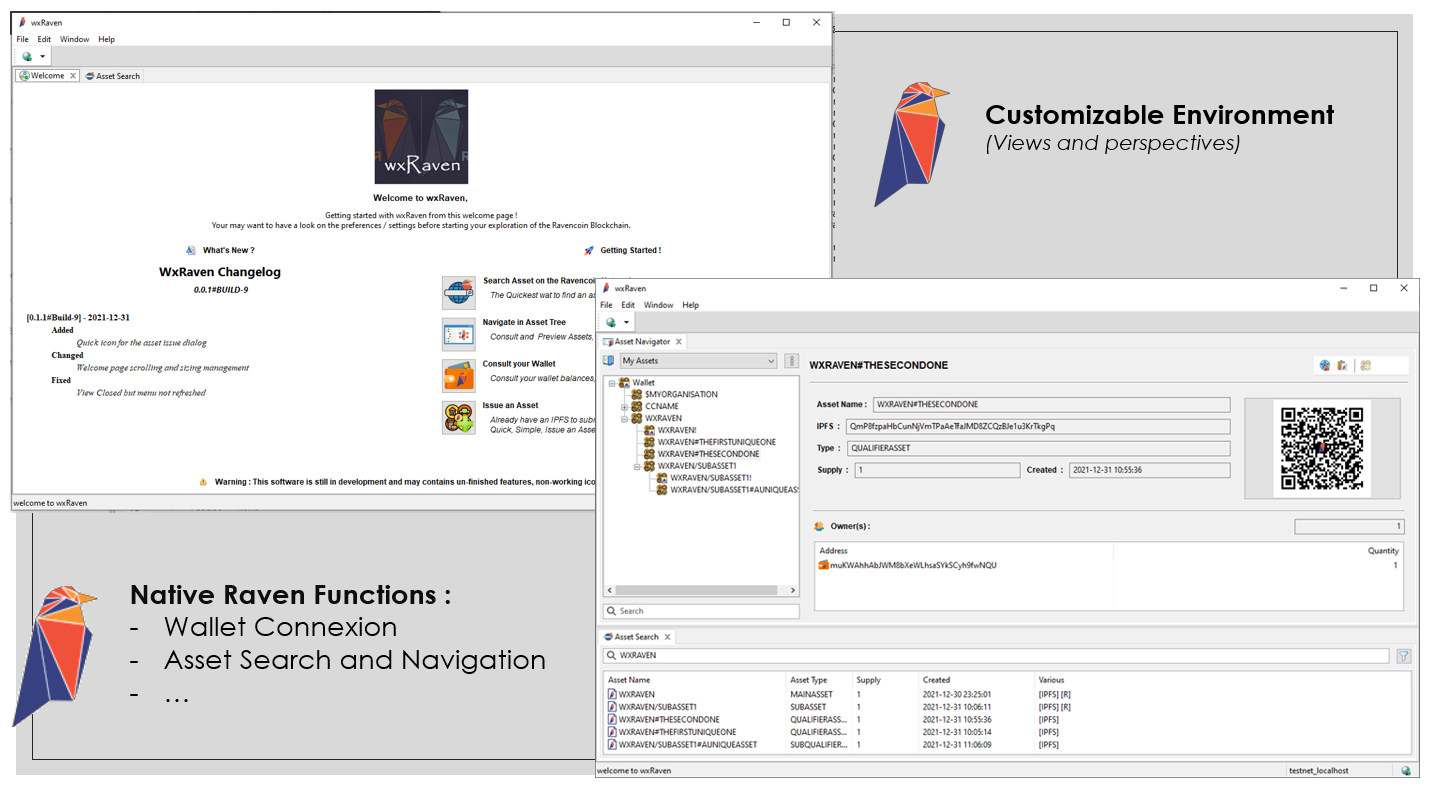 wxRaven
File Edit Window Help
Welcome X Asset Search
wxRaven
Welcome to wxRaven,
Getting started with wxRaven from this welcome page !
Your may want to have a look on the preferences / settings before starting your exploration of the Ravencoin Blockchain.
What's New ?
WxRaven Changelog
0.0.1#BUILD-9
[0.1.1#Build-9] - 2021-12-31
Added
Quick icon for the asset issue dialog
Changed
Welcome page scrolling and sizing management
Fixed
View Closed but menu not refreshed
Getting Started !
Search Asset on the Ravencoi
The Quickest wat to find an as
Navigate in Asset Tree
Consult and Preview Assets,
Consult your Wallet
Consult your wallet balances,
Issue an Asset
Already have an IPFS to subm
Quick, Simple, Issue an Asse
Warning : This software is still in development and may contains un-finished features, non-working ico
welcome to wxRaven
Customizable Environment
(Views and perspectives)
Native Raven Functions :
- Wallet Connexion
- Asset Search and Navigation
- ...
wxRaven
File Edit Window Help
Asset Navigator X
My Assets
Wallet
$MYORGANISATION
CCNAME
WXRAVEN
WXRAVEN!
WXRAVEN#THEFIRSTUNIQUEONE
WXRAVEN#THESECONDONE
WXRAVEN/SUBASSET1
WXRAVEN/SUBASSET1!
WXRAVEN/SUBASSET1#AUNIQUEAS
Search
WXRAVEN#THESECONDONE
Asset Name : WXRAVEN#THESECONDONE
IPFS : QmP8fzpaHbCunNjVmTPaAeTfaJMD8ZCQzBJe1u3KrTkgPq
Type : QUALIFIERASSET
Supply : 1 Created : 2021-12-31 10:55:36
Owner(s) : 1
Address Quantity
muKWAhhAbJWM8bXeWLhsaSYkSCyh9fwNQU 1
Asset Search X
WXRAVEN
Asset Name Asset Type Supply Created Various
WXRAVEN MAINASSET 1 2021-12-30 23:25:01 [IPFS] [R]
WXRAVEN/SUBASSET1 SUBASSET 1 2021-12-31 10:06:11 [IPFS] [R]
WXRAVEN#THESECONDONE QUALIFIERASS... 1 2021-12-31 10:55:36 [IPFS]
WXRAVEN#THEFIRSTUNIQUEONE QUALIFIERASS... 1 2021-12-31 10:05:14 [IPFS]
WXRAVEN/SUBASSET1#AUNIQUEASSET SUBQUALIFIER... 1 2021-12-31 11:06:09 [IPFS]
welcome to wxRaven testnet_localhost